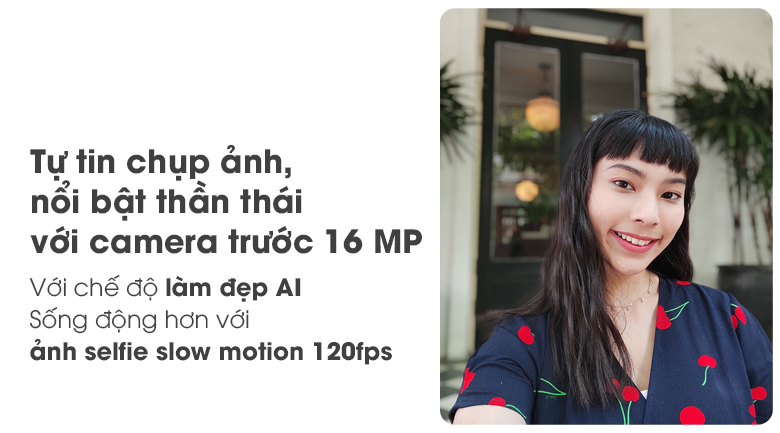 Tự tin chụp ảnh,
nổi bật thần thái
với camera trước 16 MP
Với chế độ làm đẹp AI
Sống động hơn với
ảnh selfie slow motion 120fps